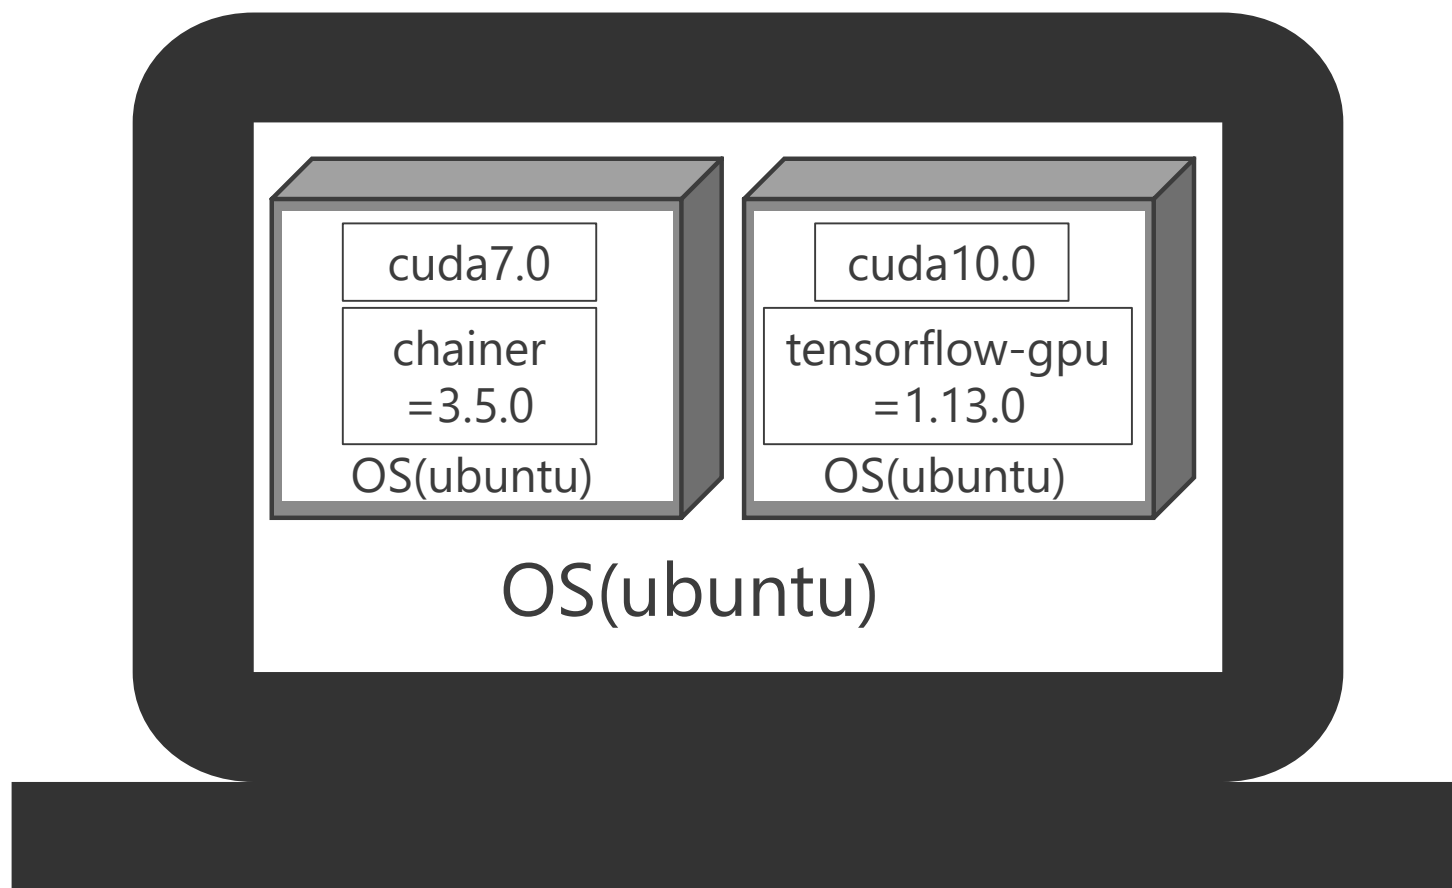 cuda7.0
chainer
=3.5.0
OS(ubuntu)
cuda10.0
tensorflow-gpu
=1.13.0
OS(ubuntu)
OS(ubuntu)